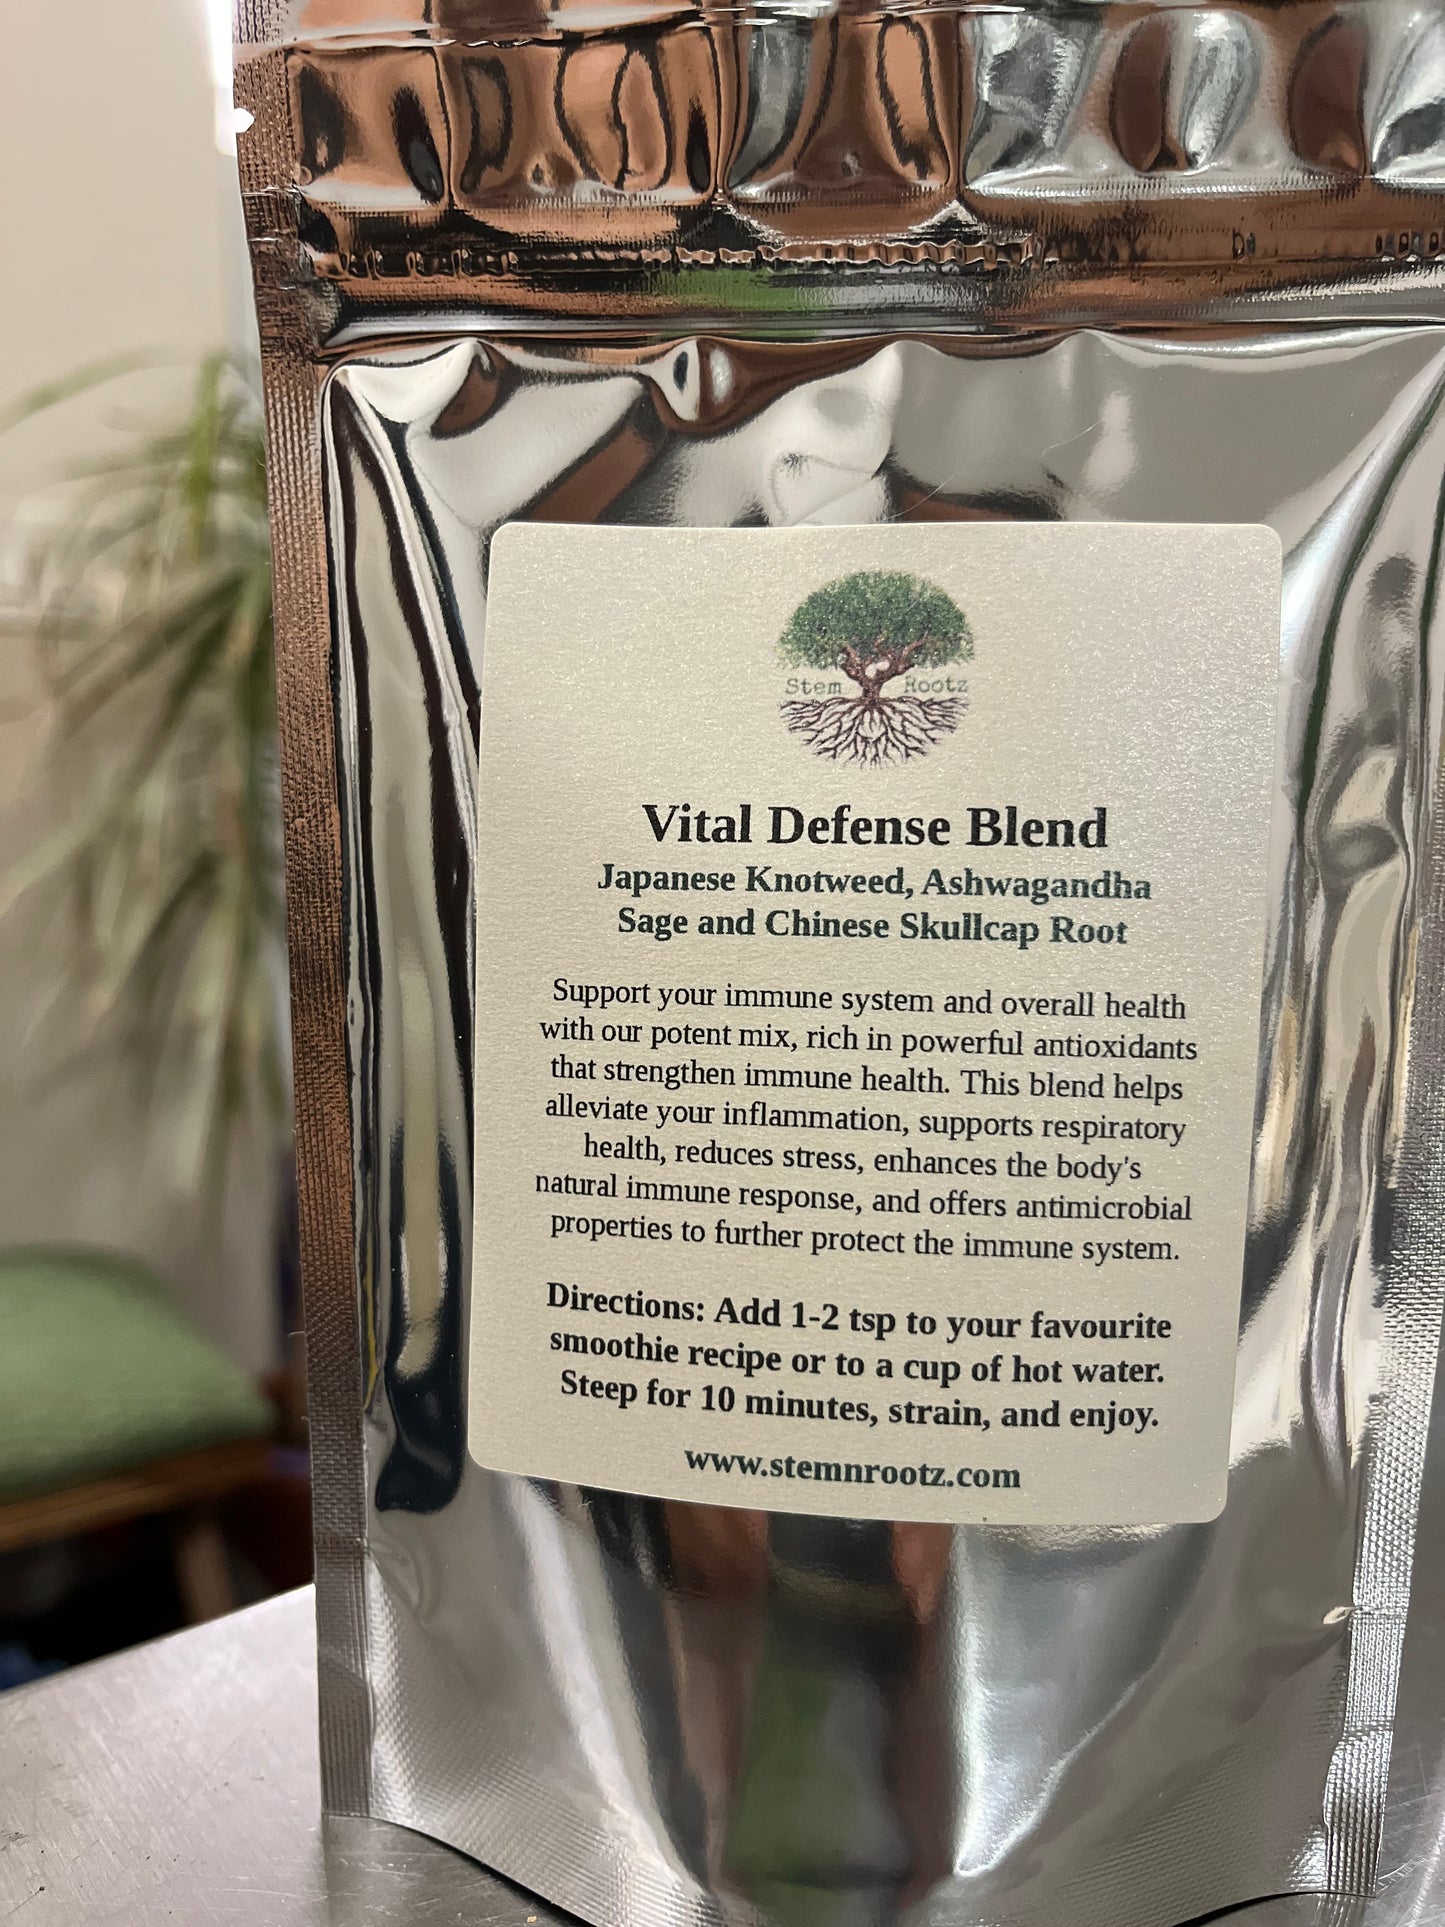 Stem Rootz
Vital Defense Blend
Japanese Knotweed, Ashwagandha
Sage and Chinese Skullcap Root
Support your immune system and overall health
with our potent mix, rich in powerful antioxidants
that strengthen immune health. This blend helps
alleviate your inflammation, supports respiratory
health, reduces stress, enhances the body's
natural immune response, and offers antimicrobial
properties to further protect the immune system.
Directions: Add 1-2 tsp to your favourite
smoothie recipe or to a cup of hot water.
Steep for 10 minutes, strain, and enjoy.
www.stemnrootz.com